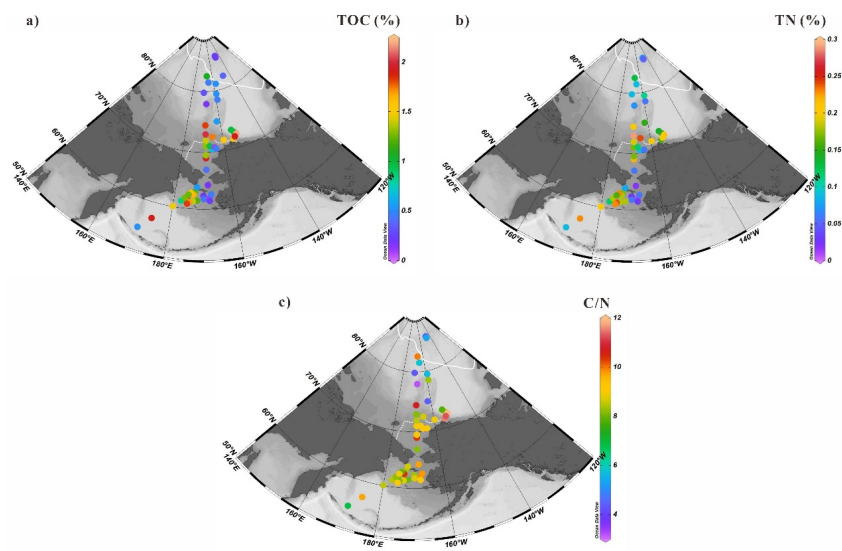 a)
TOC (%)
80°N
70°N
60°N
50°N
140°E
160°E
180°E
160°W
140°W
120°W
2
1.5
1
0.5
0
Ocean Data View
b)
TN (%)
80°N
70°N
60°N
50°N
140°E
160°E
180°E
160°W
140°W
120°W
0.3
0.25
0.2
0.15
0.1
0.05
0
Ocean Data View
c)
C/N
80°N
70°N
60°N
50°N
140°E
160°E
180°E
160°W
140°W
120°W
12
10
8
6
4
Ocean Data View